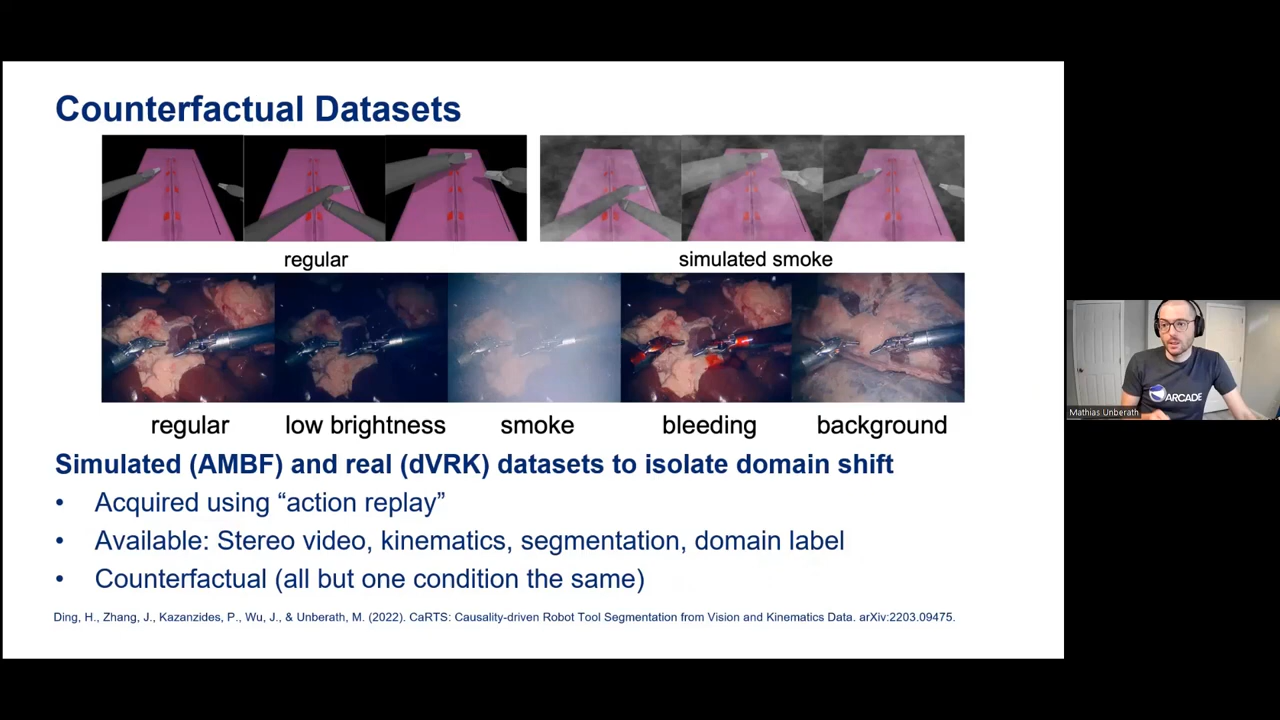 Counterfactual Datasets
regular
simulated smoke
regular
low brightness
smoke
bleeding
background
Simulated (AMBF) and real (dVRK) datasets to isolate domain shift
• Acquired using “action replay”
• Available: Stereo video, kinematics, segmentation, domain label
• Counterfactual (all but one condition the same)
Ding, H., Zhang, J., Kazanzides, P., Wu, J., & Unberath, M. (2022). CaRTS: Causality-driven Robot Tool Segmentation from Vision and Kinematics Data. arXiv:2203.09475.
ARCADE
Mathias Unberath